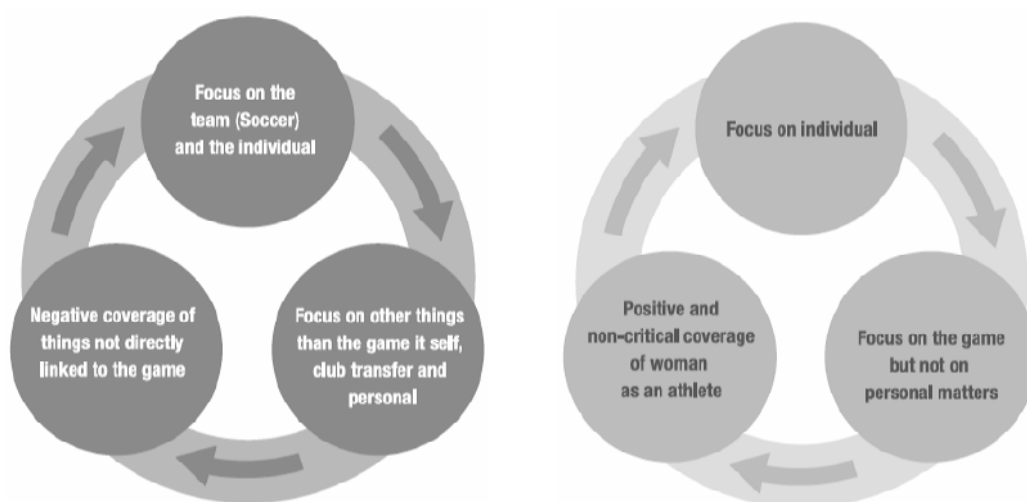 Focus on the
team (Soccer)
and the individual
Negative coverage of
things not directly
linked to the game
Focus on other things
than the game it self,
club transfer and
personal
Focus on individual
Positive and
non-critical coverage
of woman
as an athlete
Focus on the game
but not on
personal matters